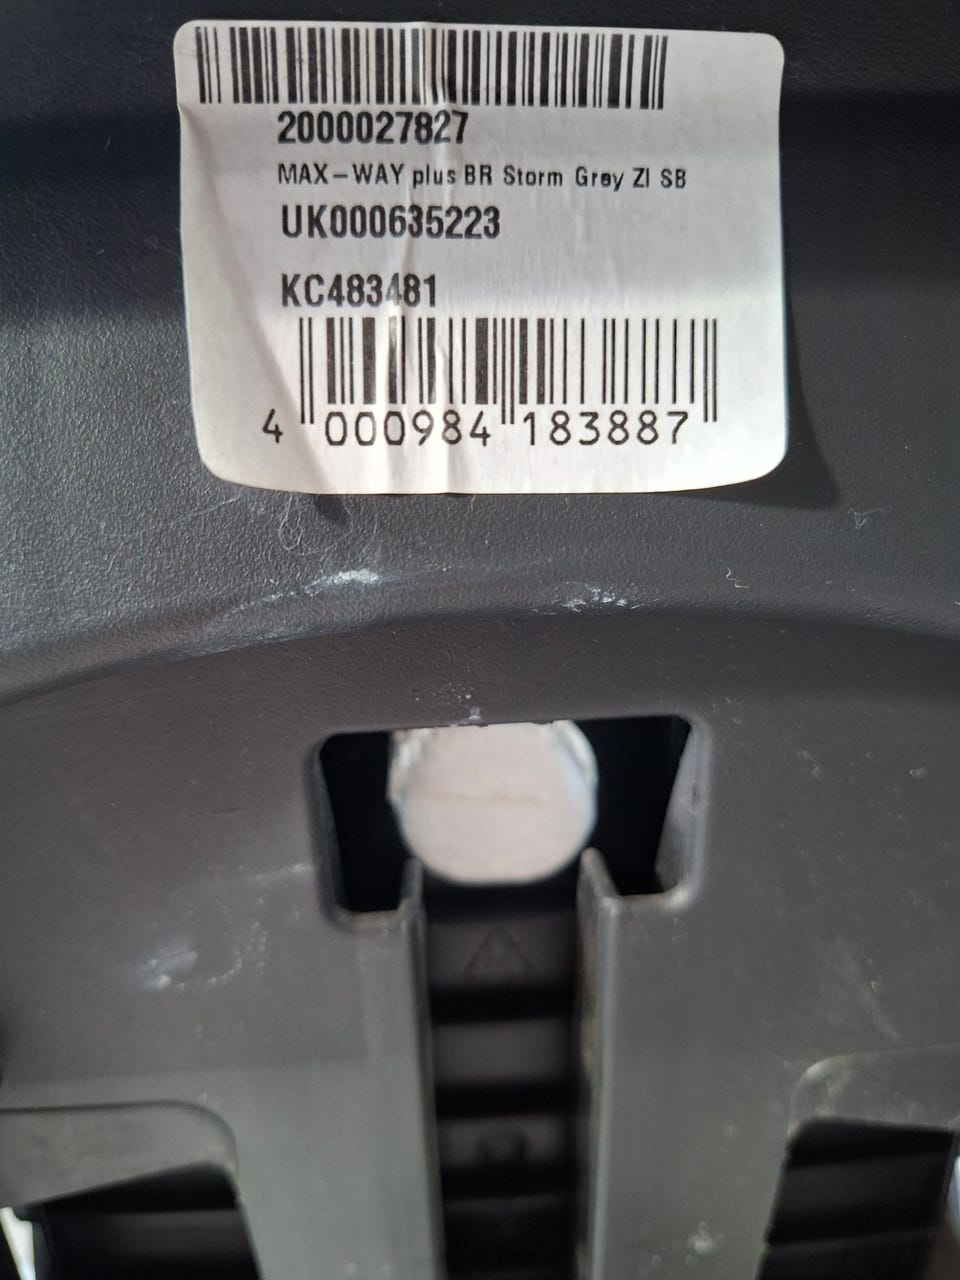 2000027827
MAX-WAY plus BR Storm Grey ZI SB
UK000635223
KC483481
4 000984 183887